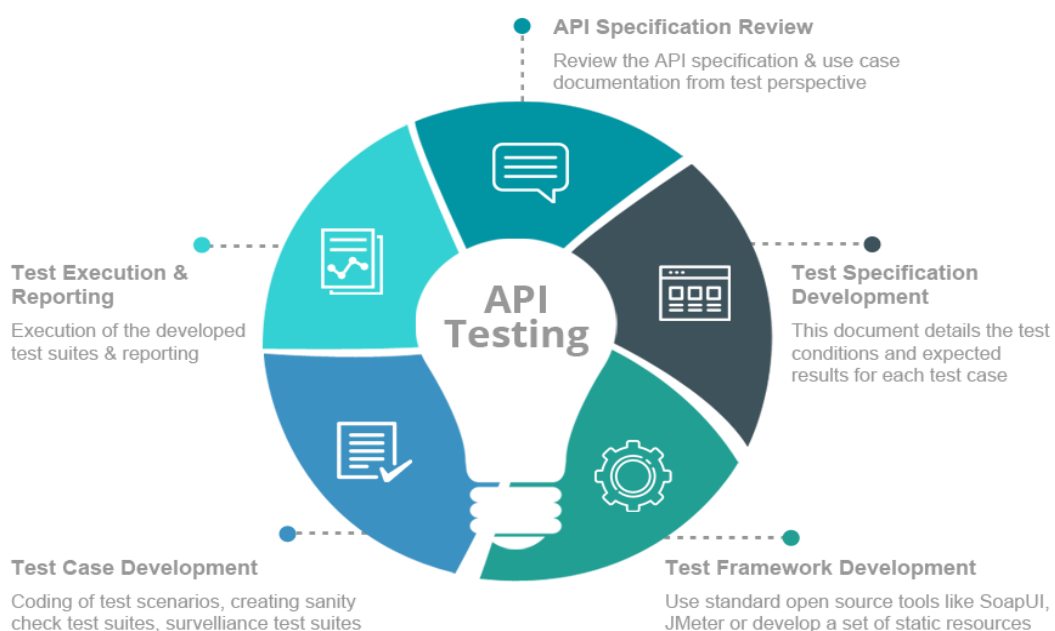 API Specification Review
Review the API specification & use case
documentation from test perspective
API
Testing
Test Specification
Development
This document details the test
conditions and expected
results for each test case
Test Framework Development
Use standard open source tools like SoapUI,
JMeter or develop a set of static resources
Test Case Development
Coding of test scenarios, creating sanity
check test suites, survelliance test suites
Test Execution &
Reporting
Execution of the developed
test suites & reporting